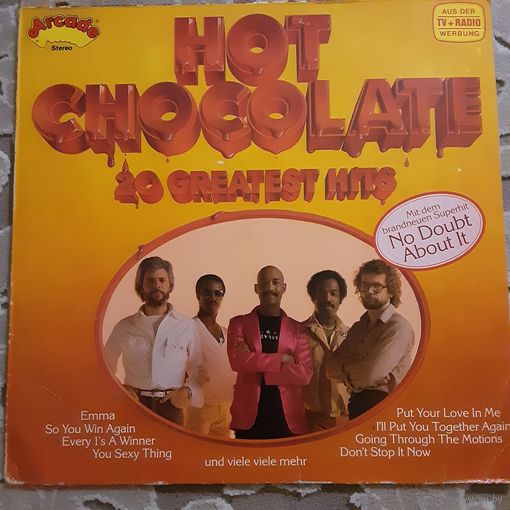 Arcade
Stereo
AUS DER
TV+RADIO
WERBUNG
HOT
CHOCOLATE
20 GREATEST HITS
Mit dem
brandneuen Superhit
No Doubt
About It
Emma
So You Win Again
Every 1's A Winner
You Sexy Thing
und viele viele mehr
Put Your Love In Me
I'll Put You Together Again
Going Through The Motions
Don't Stop It Now